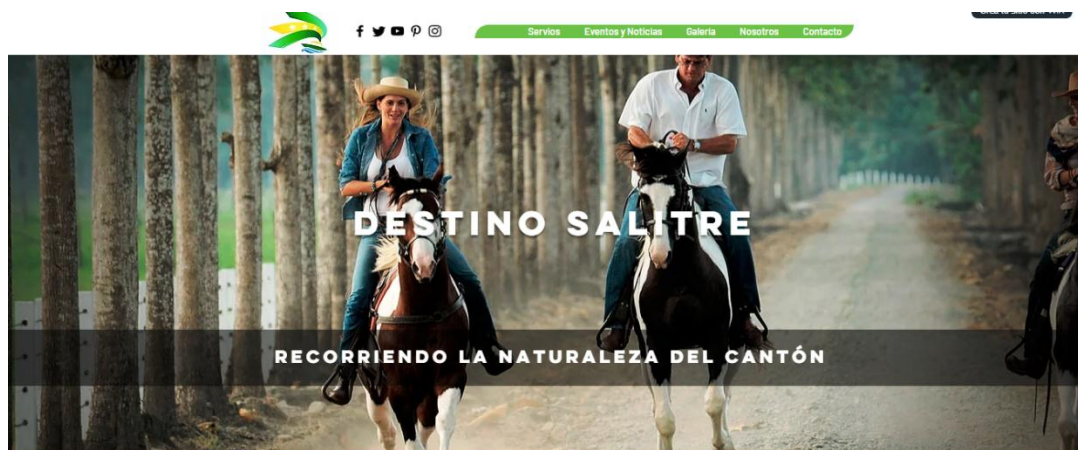 Servios Eventos y Noticias Galeria Nosotros Contacto
DESTINO SALITRE
RECORRIENDO LA NATURALEZA DEL CANTÓN